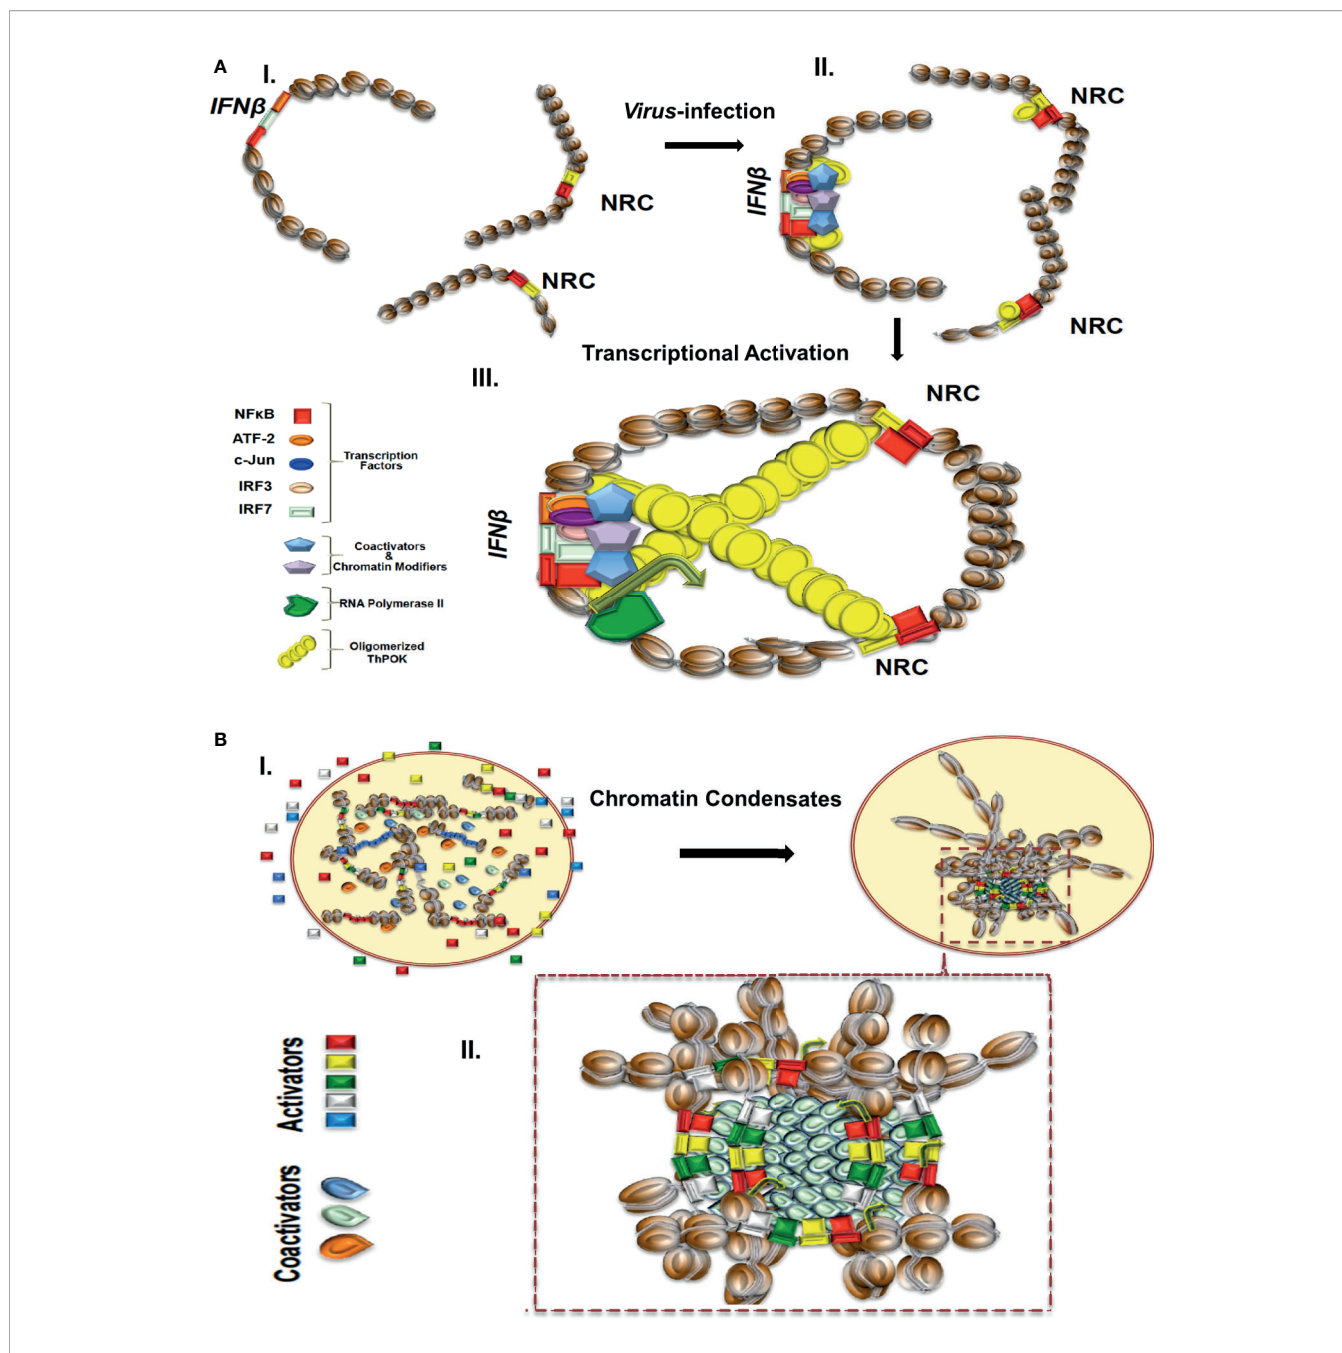 A
I.
IFNβ
NRC
NRC
Virus-infection
II.
IFNβ
NRC
NRC
Transcriptional Activation
III.
NRC
IFNβ
NRC
NFκB
ATF-2
c-Jun
IRF3
IRF7
Transcription
Factors
Coactivators
&
Chromatin Modifiers
RNA Polymerase II
Oligomerized
ThPOK
B
I.
Chromatin Condensates
II.
Activators
Coactivators